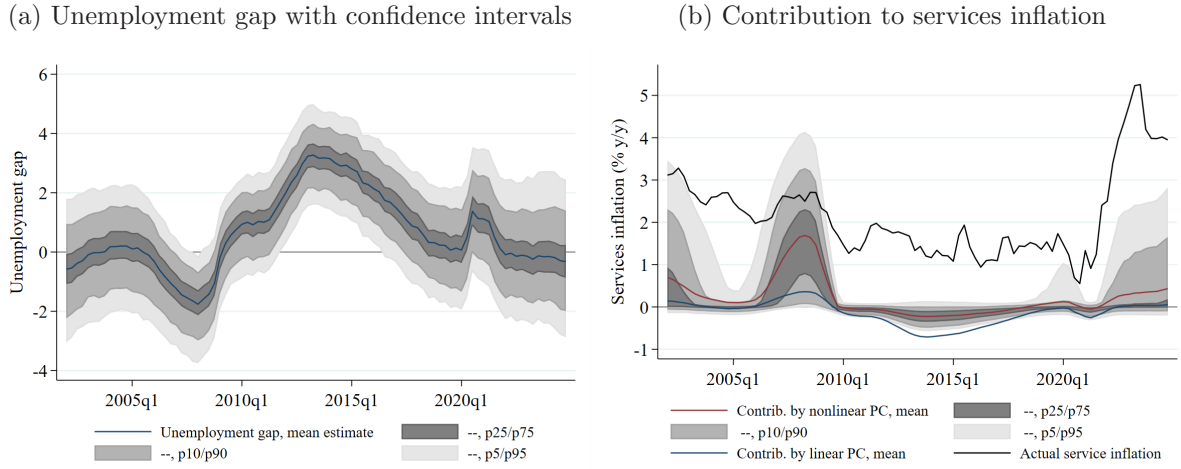 (a) Unemployment gap with confidence intervals
6
4
2
0
-2
-4
Unemployment gap
2005q1 2010q1 2015q1 2020q1
Unemployment gap, mean estimate
--, p25/p75
--, p10/p90
--, p5/p95
(b) Contribution to services inflation
5
4
3
2
1
0
-1
Services inflation (% y/y)
2005q1 2010q1 2015q1 2020q1
Contrib. by nonlinear PC, mean
--, p25/p75
--, p10/p90
--, p5/p95
Contrib. by linear PC, mean
Actual service inflation